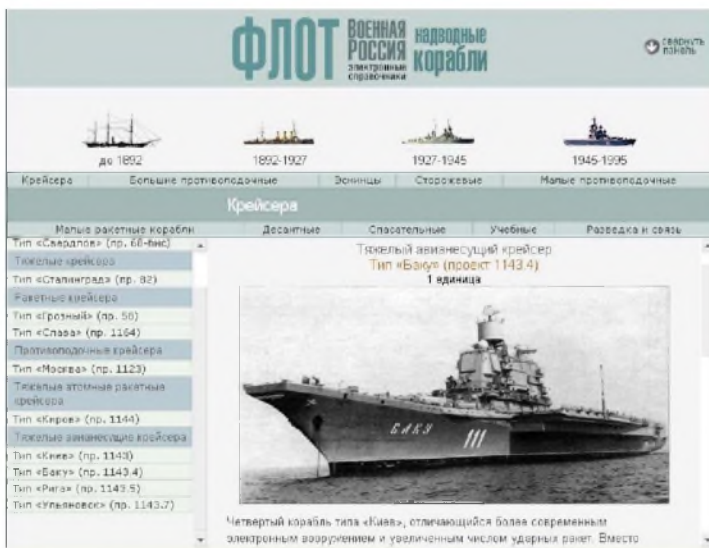 ФЛОТ
ВОЕННАЯ
РОССИЯ
электронные
справочники
надводные
корабли
свернуть
панель
до 1892
1892-1927
1927-1945
1945-1995
Крейсера Большие противолодочные Эсминцы Сторожевые Малые противолодочные
Крейсера
Малые ракетные корабли Десантные Спасательные Учебные Разведка и связь
Тип «Свердлов» (пр. 68-бис)
Тяжелые крейсера
Тип «Сталинград» (пр. 82)
Ракетные крейсера
Тип «Грозный» (пр. 58)
Тип «Слава» (пр. 1164)
Противолодочные крейсера
Тип «Москва» (пр. 1123)
Тяжелые атомные ракетные
крейсера
Тип «Киров» (пр. 1144)
Тяжелые авианесущие крейсера
Тип «Киев» (пр. 1143)
Тип «Баку» (пр. 1143.4)
Тип «Рига» (пр. 1143.5)
Тип «Ульяновск» (пр. 1143.7)
Тяжелый авианесущий крейсер
Тип «Баку» (проект 1143.4)
1 единица
БАКУ
111
Четвертый корабль типа «Киев», отличающийся более современным
электронным вооружением и увеличенным числом ударных ракет. Вместо